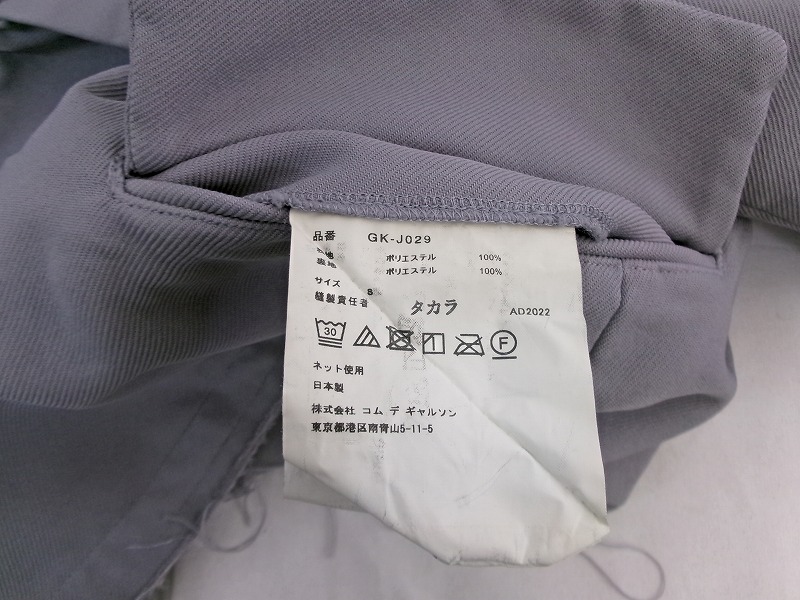 品番 GK-J029
表地 ポリエステル 100%
裏地 ポリエステル 100%
サイズ S
縫製責任者 タカラ AD2022
30 F
ネット使用
日本製
株式会社 コム デ ギャルソン
東京都港区南青山5-11-5